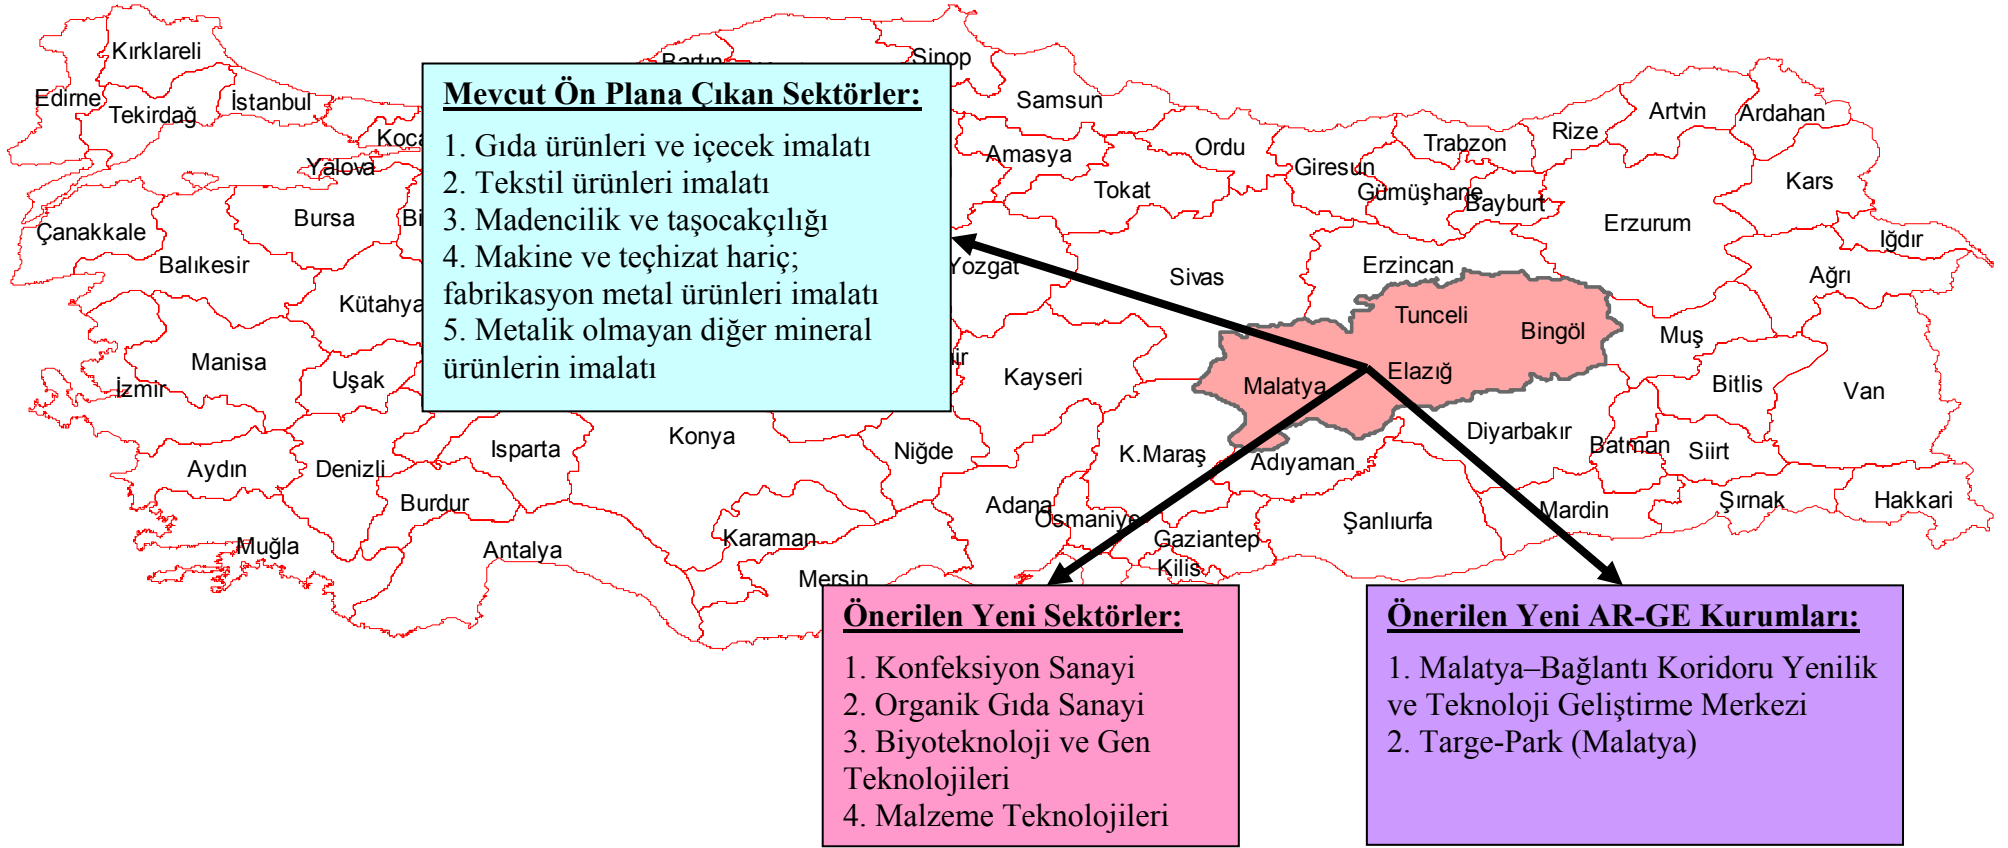 Kırklareli
Sinop
Edirne
Tekirdağ
İstanbul
Samsun
Artvin
Ardahan
Rize
Trabzon
Ordu
Giresun
Amasya
Yalova
Tokat
Gümüşhane
Bayburt
Kars
Erzurum
Bursa
Çanakkale
Iğdır
Balıkesir
Yozgat
Sivas
Erzincan
Ağrı
Kütahya
Tunceli
Bingöl
Muş
Manisa
Uşak
İzmir
Kayseri
Malatya
Elazığ
Bitlis
Van
Konya
Isparta
Niğde
K.Maraş
Adıyaman
Diyarbakır
Batman
Siirt
Aydın
Denizli
Burdur
Adana
Osmaniye
Şanlıurfa
Mardin
Şırnak
Hakkari
Muğla
Antalya
Karaman
Gaziantep
Kilis
Mersin
Mevcut Ön Plana Çıkan Sektörler:
1. Gıda ürünleri ve içecek imalatı
2. Tekstil ürünleri imalatı
3. Madencilik ve taşocakçılığı
4. Makine ve teçhizat hariç;
fabrikasyon metal ürünleri imalatı
5. Metalik olmayan diğer mineral
ürünlerin imalatı
Önerilen Yeni Sektörler:
1. Konfeksiyon Sanayi
2. Organik Gıda Sanayi
3. Biyoteknoloji ve Gen
Teknolojileri
4. Malzeme Teknolojileri
Önerilen Yeni AR-GE Kurumları:
1. Malatya–Bağlantı Koridoru Yenilik
ve Teknoloji Geliştirme Merkezi
2. Targe-Park (Malatya)